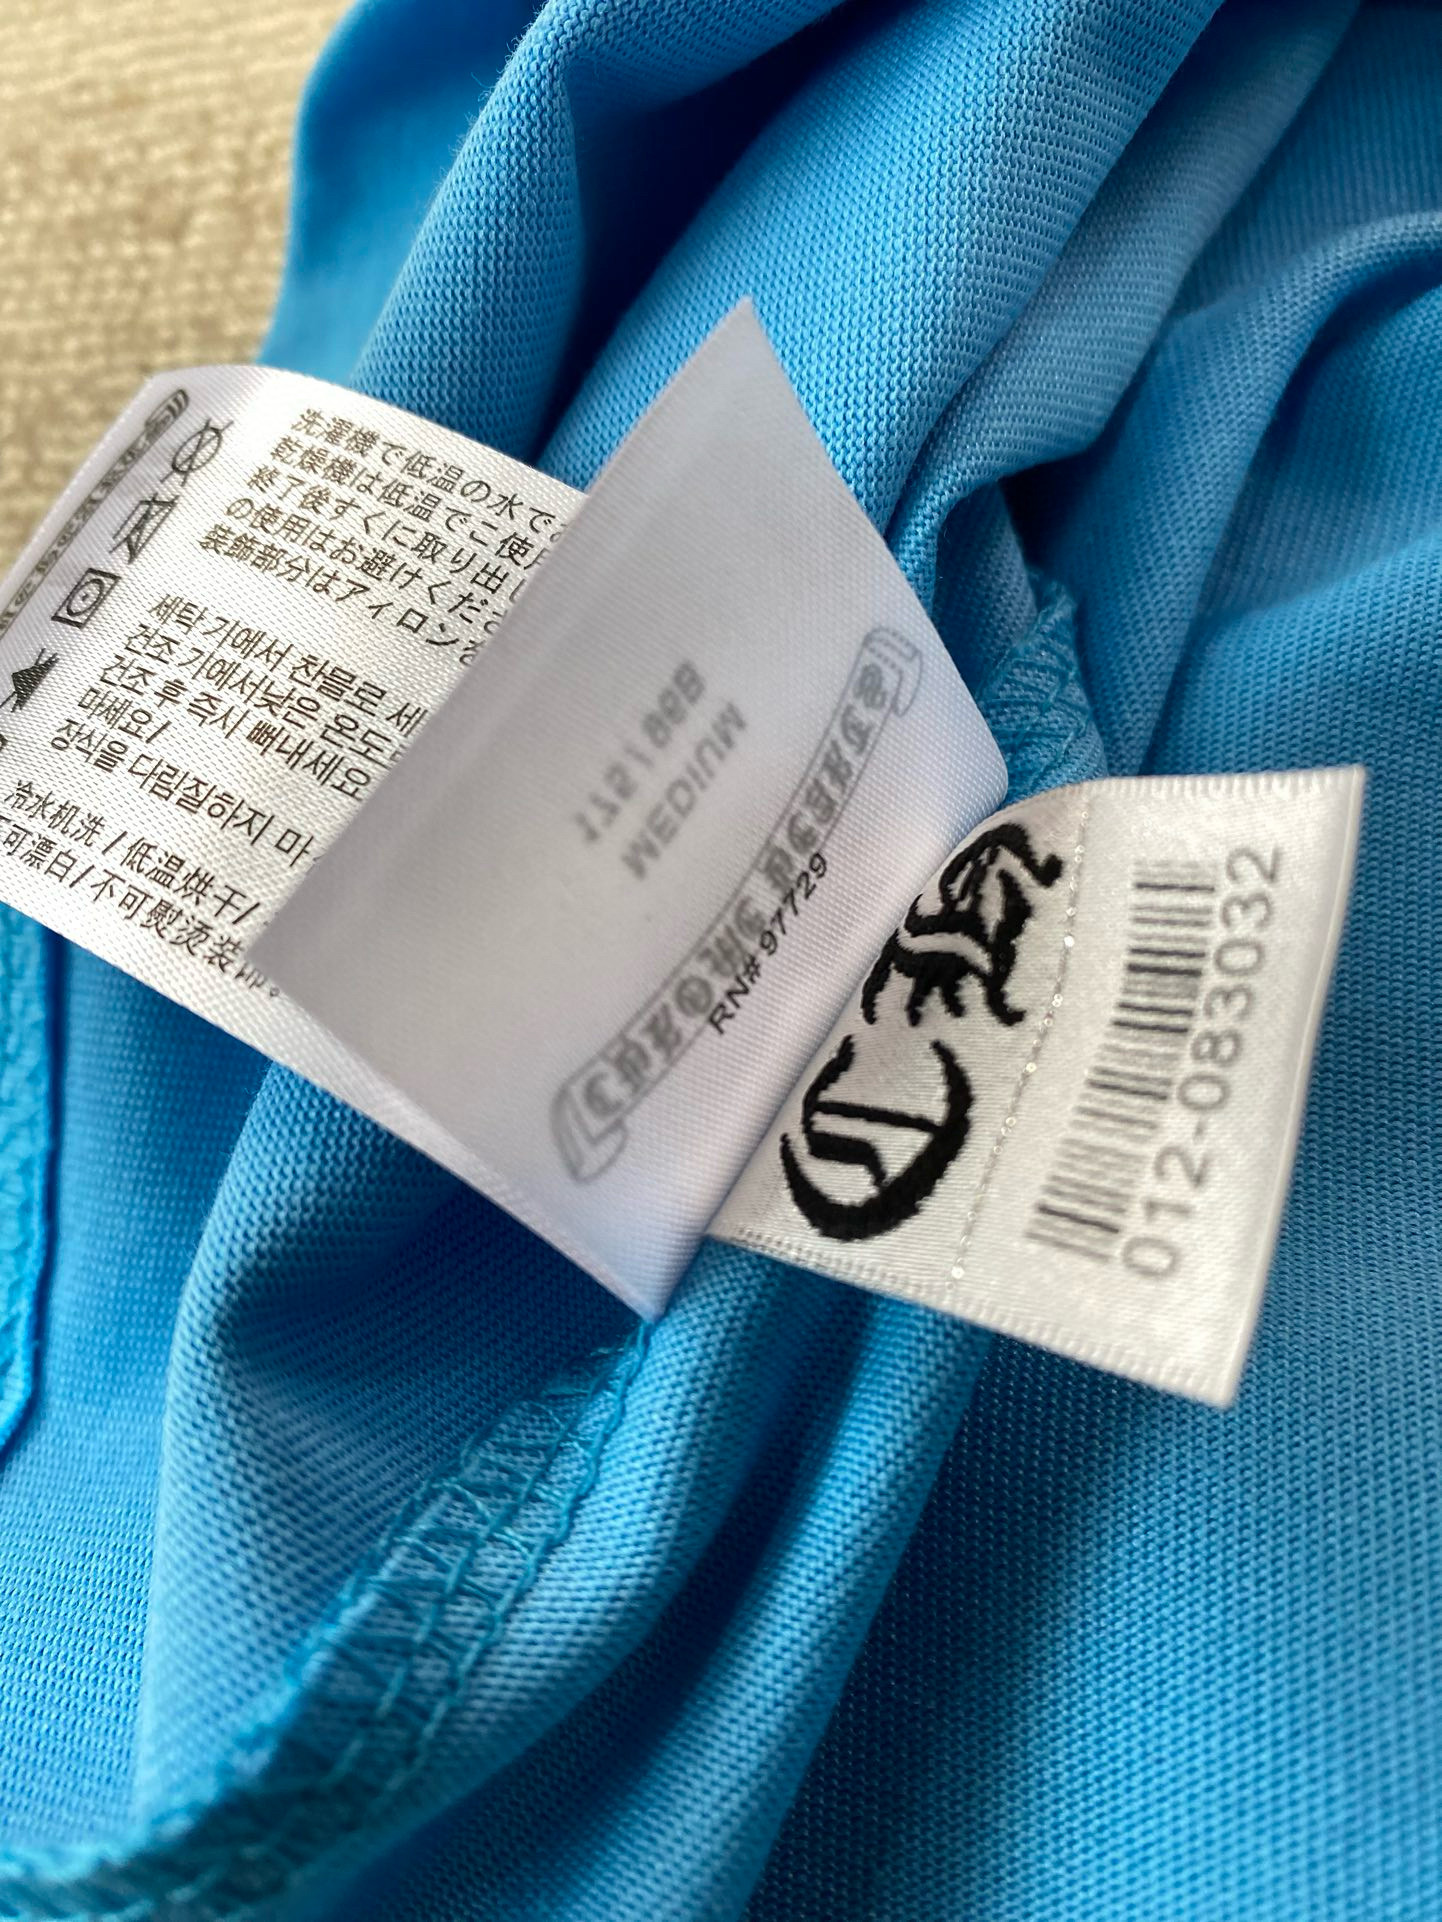 洗濯機で低温の水で
乾燥機は低温でご使用
終了後すぐに取り出し
の使用はお避けくださ
装飾部分はアイロンを
세탁기에서 찬물로 세
건조 기에서낮은 온도
건조 후 즉시 빼내세요
마세요/
장식을 다림질하지 마
冷水机洗/低温烘干/
可漂白/不可熨烫装
MEDIUM
RN# 97729
CH
012-083032